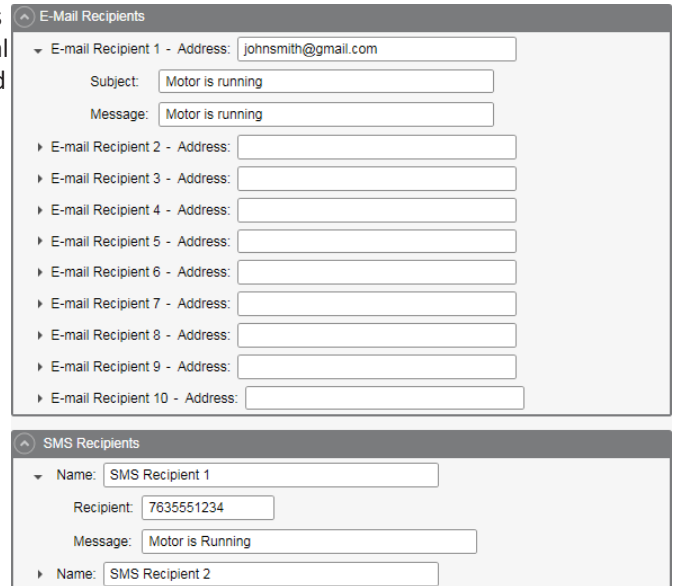 E-Mail Recipients
E-mail Recipient 1 - Address: johnsmith@gmail.com
Subject: Motor is running
Message: Motor is running
E-mail Recipient 2 - Address:
E-mail Recipient 3 - Address:
E-mail Recipient 4 - Address:
E-mail Recipient 5 - Address:
E-mail Recipient 6 - Address:
E-mail Recipient 7 - Address:
E-mail Recipient 8 - Address:
E-mail Recipient 9 - Address:
E-mail Recipient 10 - Address:
SMS Recipients
Name: SMS Recipient 1
Recipient: 7635551234
Message: Motor is Running
Name: SMS Recipient 2